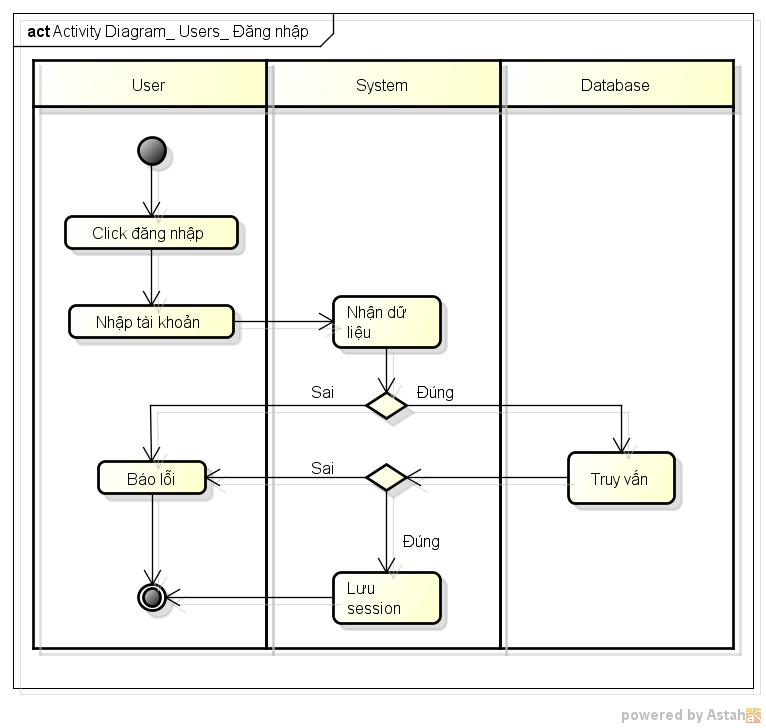 act Activity Diagram_ Users_ Đăng nhập
User
System
Database
Click đăng nhập
Nhập tài khoản
Nhận dữ
liệu
Sai
Đúng
Báo lỗi
Sai
Truy vấn
Đúng
Lưu
session
powered by Astah